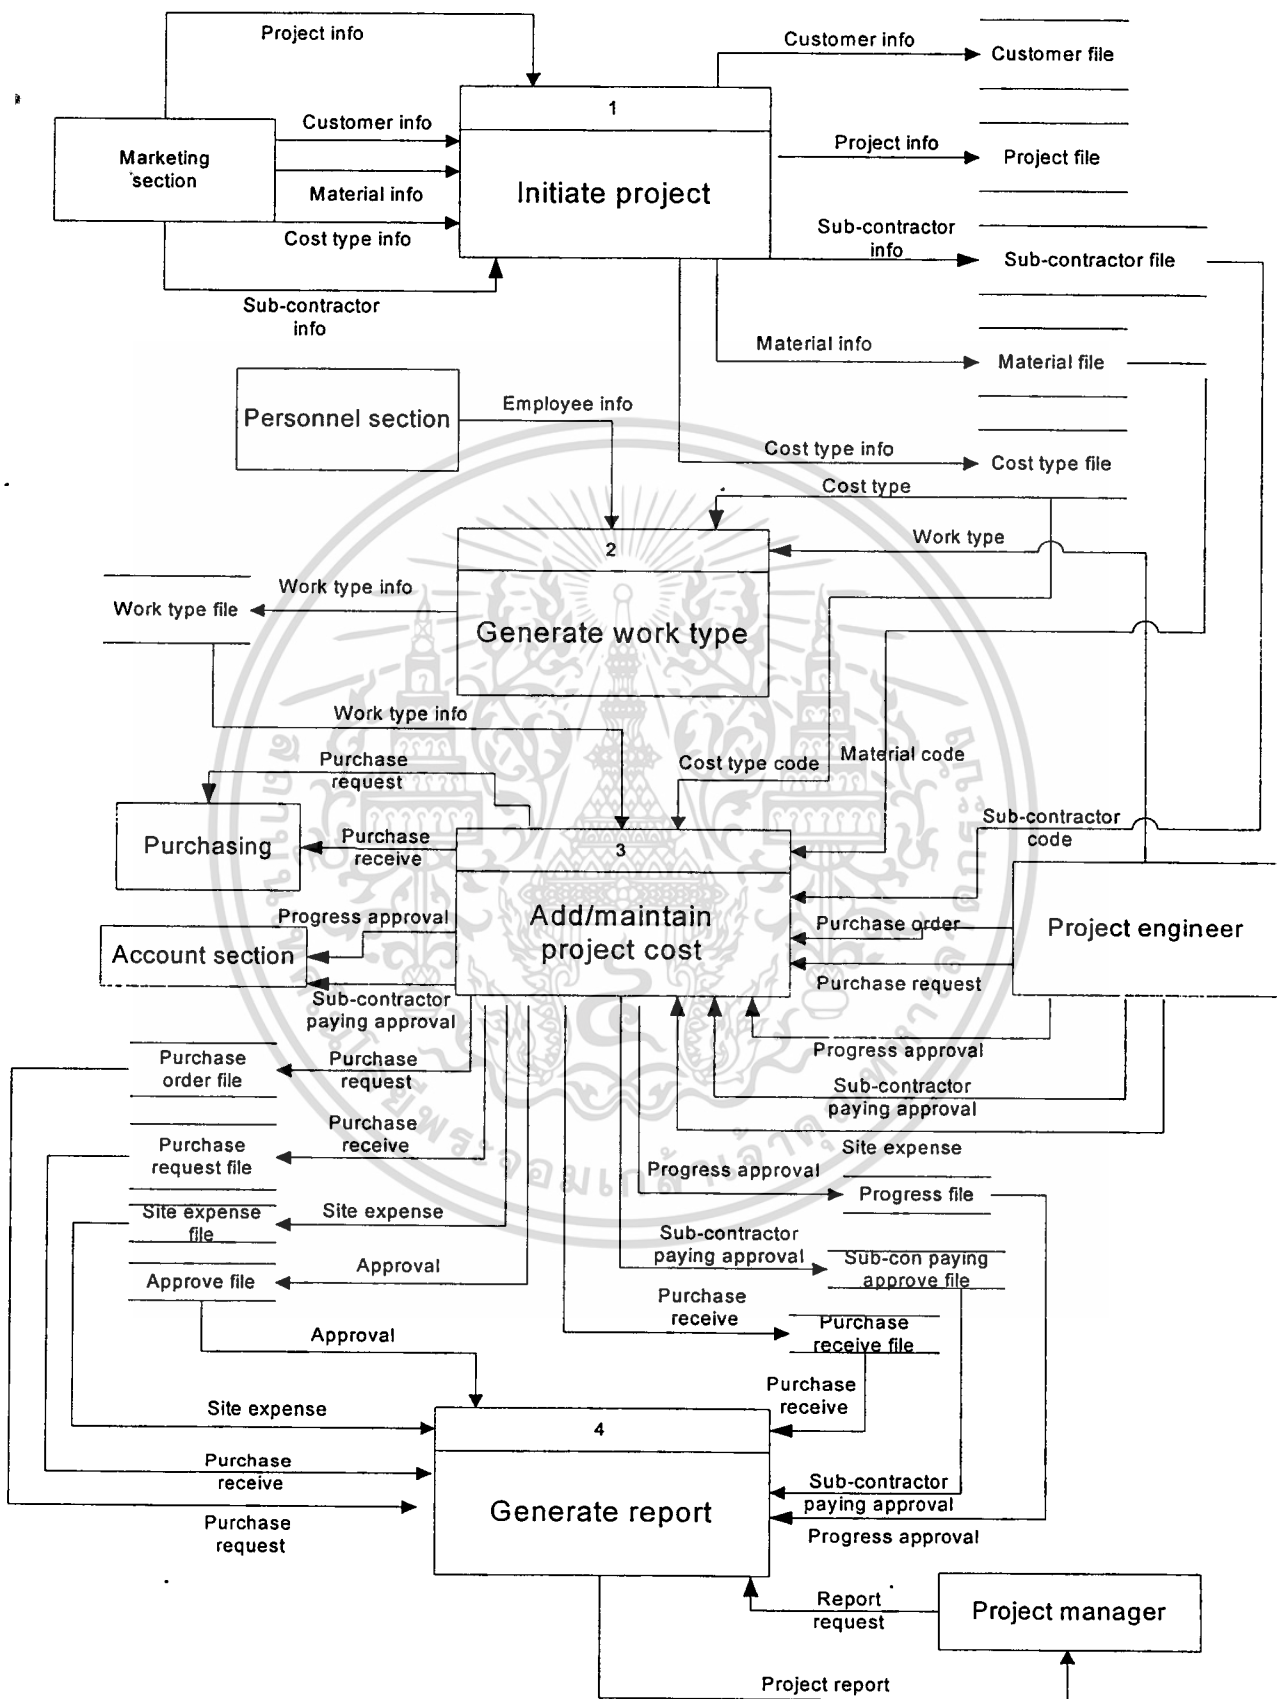 Project info
Customer info
Customer file
1
Customer info
Marketing
section
Project info
Project file
Initiate project
Material info
Cost type info
Sub-contractor
info
Sub-contractor file
Sub-contractor
info
Material info
Material file
Personnel section
Employee info
Cost type info
Cost type file
Cost type
2
Work type
Work type info
Work type file
Generate work type
Work type info
Purchase
request
Cost type code
Material code
Purchasing
Purchase
receive
3
Sub-contractor
code
Progress approval
Add/maintain
project cost
Purchase order
Project engineer
Account section
Purchase request
Sub-contractor
paying approval
Progress approval
Purchase
order file
Purchase
request
Sub-contractor
paying approval
Purchase
request file
Purchase
receive
Site expense
Progress approval
Progress file
Site expense
file
Site expense
Sub-contractor
paying approval
Sub-con paying
approve file
Approve file
Approval
Purchase
receive
Purchase
receive file
Approval
Purchase
receive
Site expense
4
Purchase
receive
Sub-contractor
paying approval
Generate report
Purchase
request
Progress approval
Report
request
Project manager
Project report